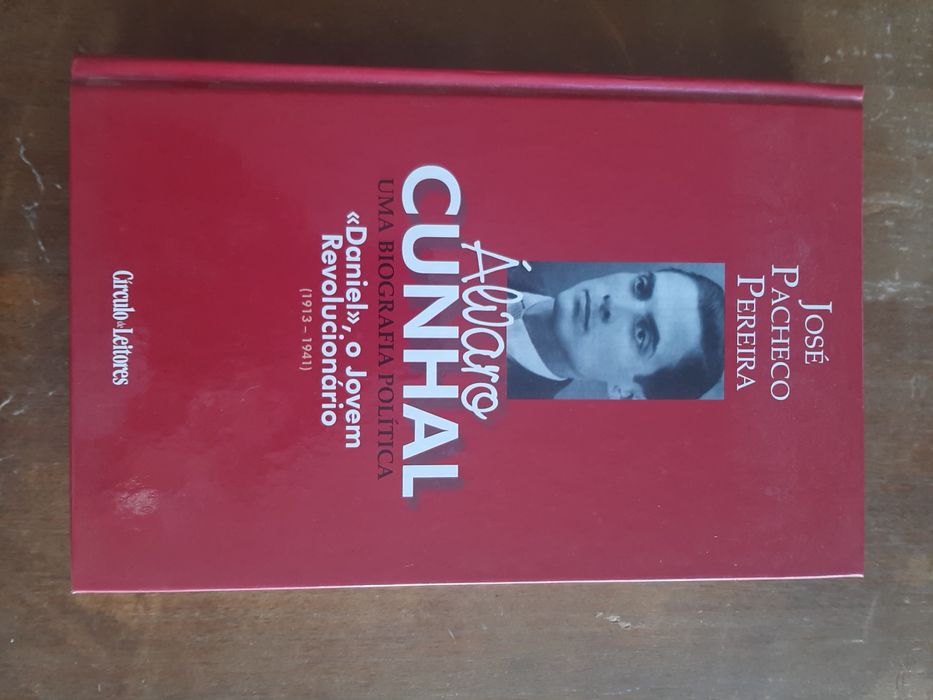 JOSÉ
PACHECO
PEREIRA
Álvaro
CUNHAL
UMA BIOGRAFIA POLÍTICA
«Daniel», o Jovem
Revolucionário
(1913 – 1941)
Círculo de Leitores